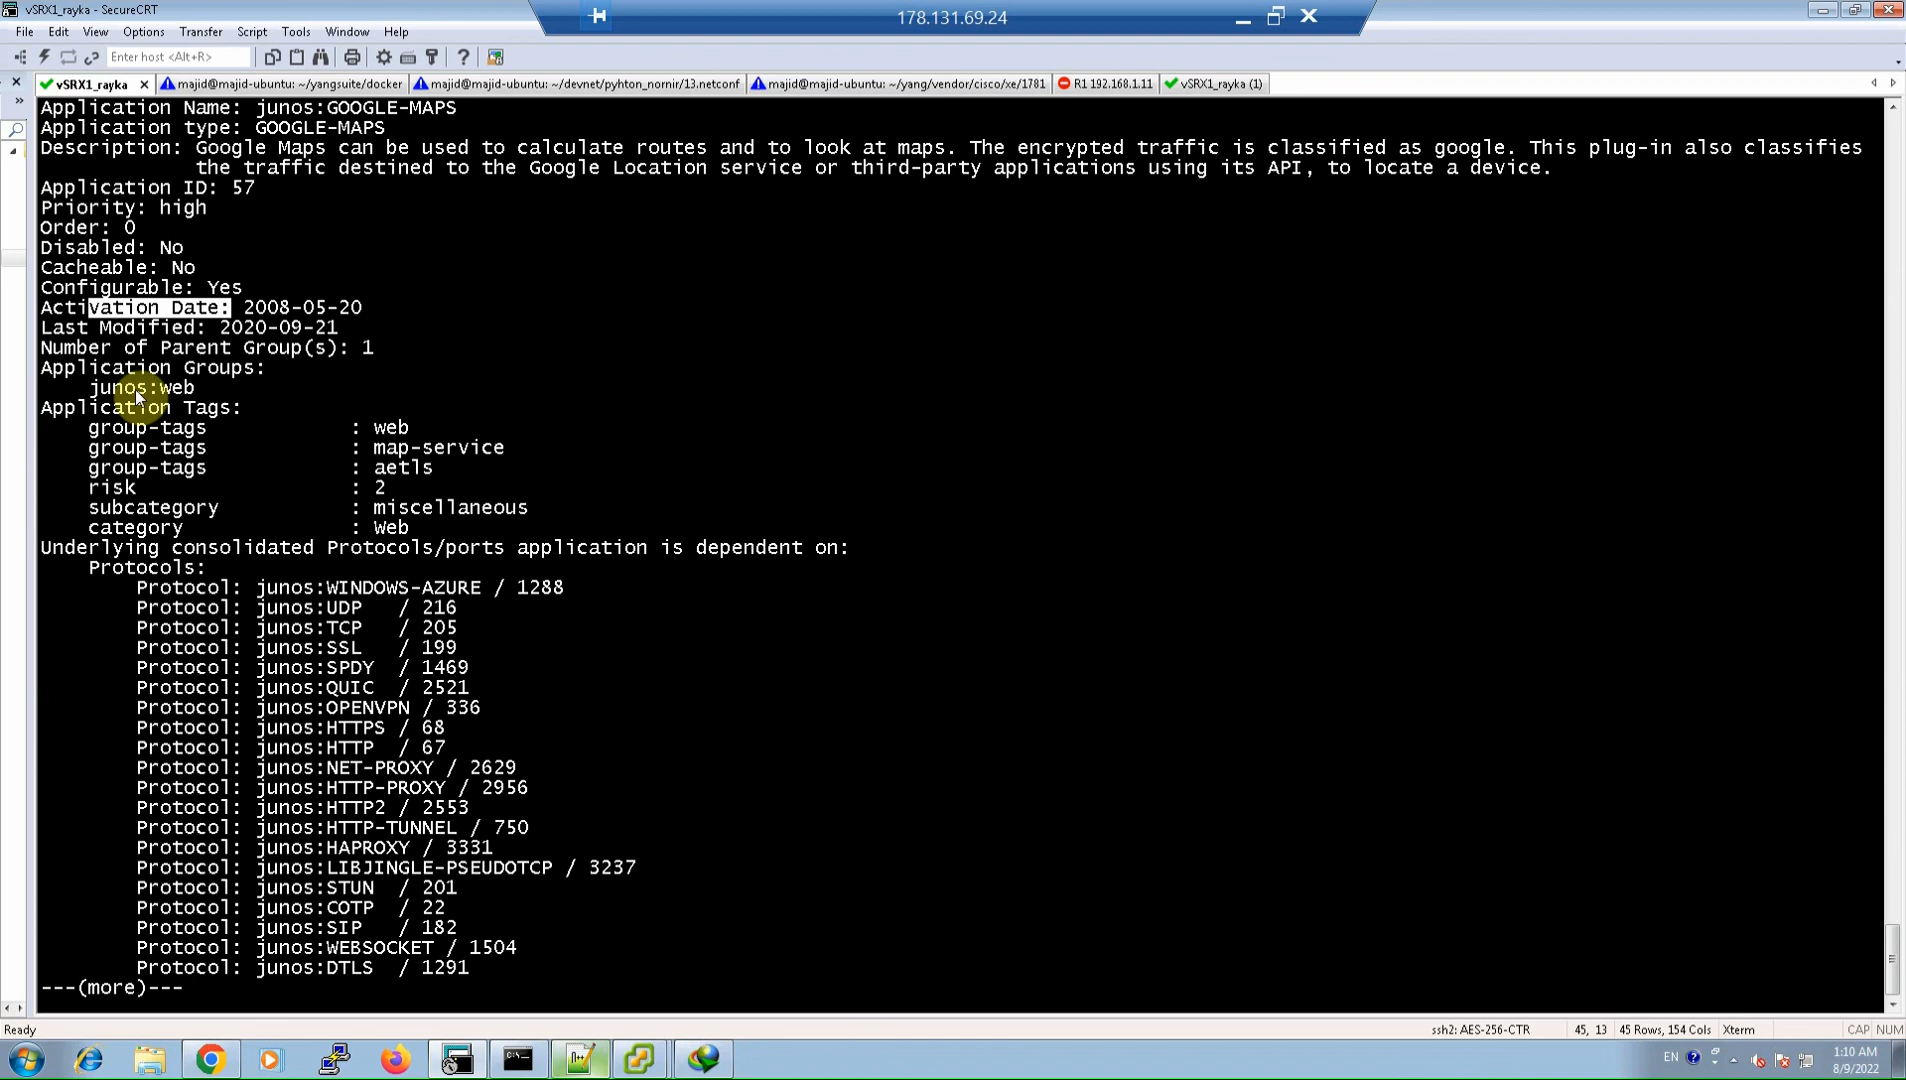 vSRX1_rayka - SecureCRT
178.131.69.24
File Edit View Options Transfer Script Tools Window Help
Enter host <Alt+R>
vSRX1_rayka
majid@majid-ubuntu: ~/yangsuite/docker
majid@majid-ubuntu: ~/devnet/pyhton_nornir/13.netconf
majid@majid-ubuntu: ~/yang/vendor/cisco/xe/1781
R1 192.168.1.11
vSRX1_rayka (1)
Application Name: junos:GOOGLE-MAPS
Application type: GOOGLE-MAPS
Description: Google Maps can be used to calculate routes and to look at maps. The encrypted traffic is classified as google. This plug-in also classifies
the traffic destined to the Google Location service or third-party applications using its API, to locate a device.
Application ID: 57
Priority: high
Order: 0
Disabled: No
Cacheable: No
Configurable: Yes
Activation Date: 2008-05-20
Last Modified: 2020-09-21
Number of Parent Group(s): 1
Application Groups:
junos:web
Application Tags:
group-tags : web
group-tags : map-service
group-tags : aetls
risk : 2
subcategory : miscellaneous
category : Web
Underlying consolidated Protocols/ports application is dependent on:
Protocols:
Protocol: junos:WINDOWS-AZURE / 1288
Protocol: junos:UDP / 216
Protocol: junos:TCP / 205
Protocol: junos:SSL / 199
Protocol: junos:SPDY / 1469
Protocol: junos:QUIC / 2521
Protocol: junos:OPENVPN / 336
Protocol: junos:HTTPS / 68
Protocol: junos:HTTP / 67
Protocol: junos:NET-PROXY / 2629
Protocol: junos:HTTP-PROXY / 2956
Protocol: junos:HTTP2 / 2553
Protocol: junos:HTTP-TUNNEL / 750
Protocol: junos:HAPROXY / 3331
Protocol: junos:LIBJINGLE-PSEUDOTCP / 3237
Protocol: junos:STUN / 201
Protocol: junos:COTP / 22
Protocol: junos:SIP / 182
Protocol: junos:WEBSOCKET / 1504
Protocol: junos:DTLS / 1291
---(more)---
Ready
ssh2: AES-256-CTR 45, 13 45 Rows, 154 Cols Xterm CAP NUM
EN
1:10 AM
8/9/2022